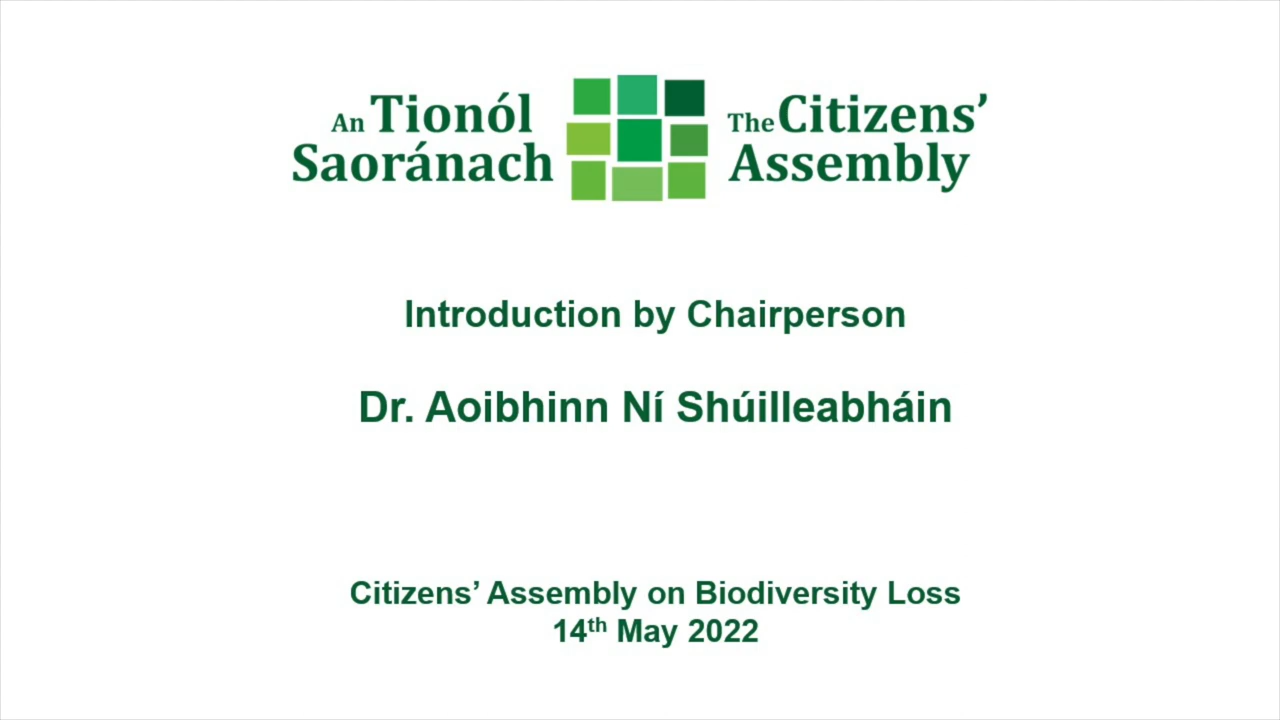 An Tionól
Saoránach
The Citizens’
Assembly
Introduction by Chairperson
Dr. Aoibhinn Ní Shúilleabháin
Citizens’ Assembly on Biodiversity Loss
14th May 2022